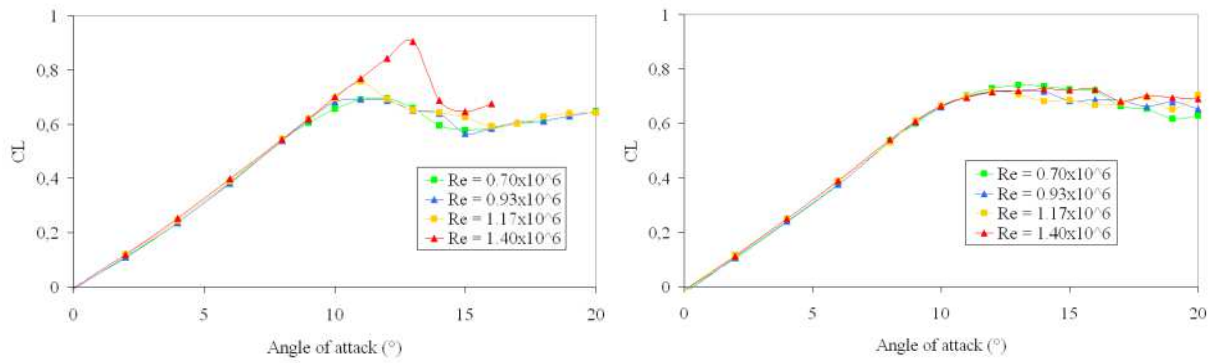 1
0,8
0,6
0,4
0,2
0
CL
Re = 0.70x10^6
Re = 0.93x10^6
Re = 1.17x10^6
Re = 1.40x10^6
0 5 10 15 20
Angle of attack (°)
1
0,8
0,6
0,4
0,2
0
CL
Re = 0.70x10^6
Re = 0.93x10^6
Re = 1.17x10^6
Re = 1.40x10^6
0 5 10 15 20
Angle of attack (°)